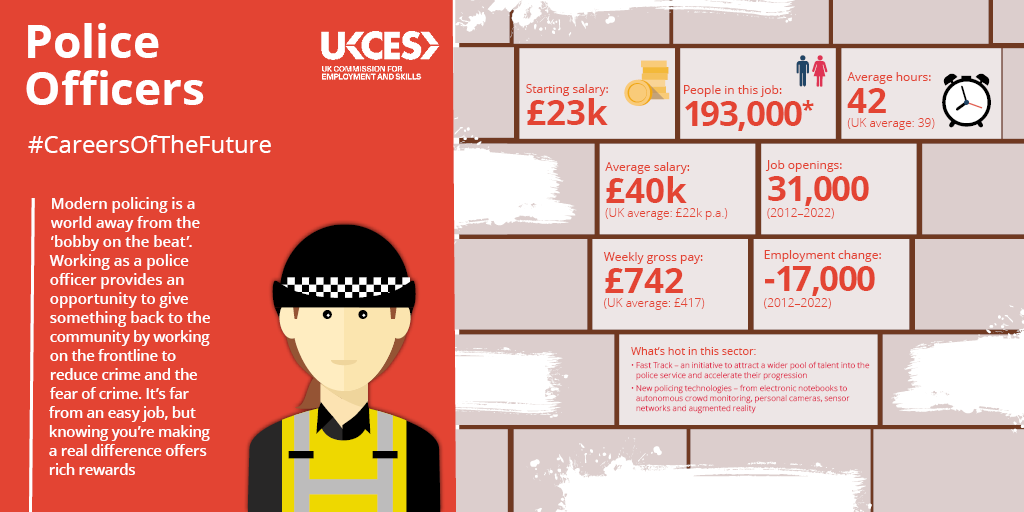 Police
Officers
UKCES
UK COMMISSION FOR
EMPLOYMENT AND SKILLS
#CareersOfTheFuture
Modern policing is a
world away from the
‘bobby on the beat’.
Working as a police
officer provides an
opportunity to give
something back to the
community by working
on the frontline to
reduce crime and the
fear of crime. It’s far
from an easy job, but
knowing you’re making
a real difference offers
rich rewards
Starting salary:
£23k
People in this job:
193,000*
Average hours:
42
(UK average: 39)
Average salary:
£40k
(UK average: £22k p.a.)
Job openings:
31,000
(2012–2022)
Weekly gross pay:
£742
(UK average: £417)
Employment change:
-17,000
(2012–2022)
What’s hot in this sector:
• Fast Track – an initiative to attract a wider pool of talent into the
police service and accelerate their progression
• New policing technologies – from electronic notebooks to
autonomous crowd monitoring, personal cameras, sensor
networks and augmented reality